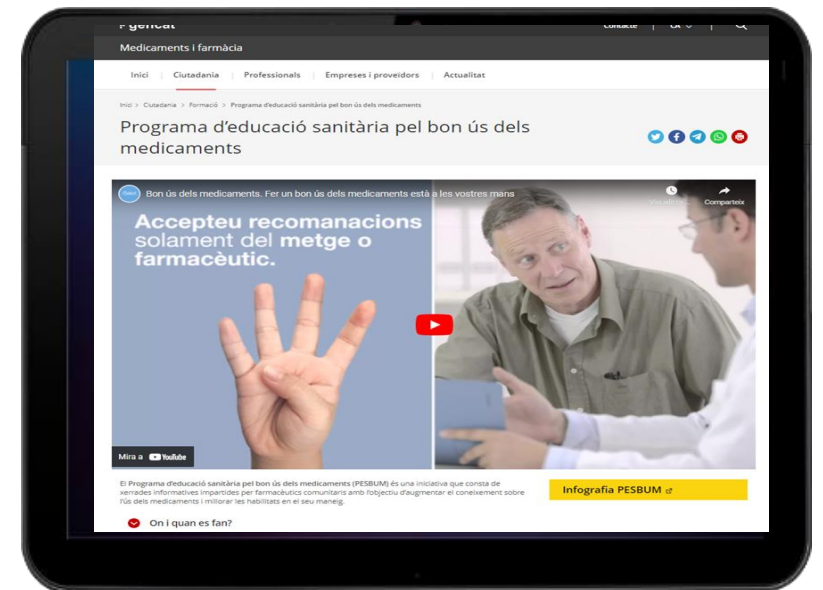 gencat
Contacte | CA
Medicaments i farmàcia
Inici | Ciutadania | Professionals | Empreses i proveïdors | Actualitat
Inici > Ciutadania > Formació > Programa d'educació sanitària pel bon ús dels medicaments
Programa d'educació sanitària pel bon ús dels
medicaments
Bon ús dels medicaments. Fer un bon ús dels medicaments està a les vostres mans
Comparteix
Accepteu recomanacions
solament del metge o
farmacèutic.
Mira a YouTube
El Programa d'educació sanitària pel bon ús dels medicaments (PESBUM) és una iniciativa que consta de
xerrades informatives impartides per farmacèutics comunitaris amb l'objectiu d'augmentar el coneixement sobre
l'ús dels medicaments i millorar les habilitats en el seu maneig.
Infografia PESBUM
On i quan es fan?